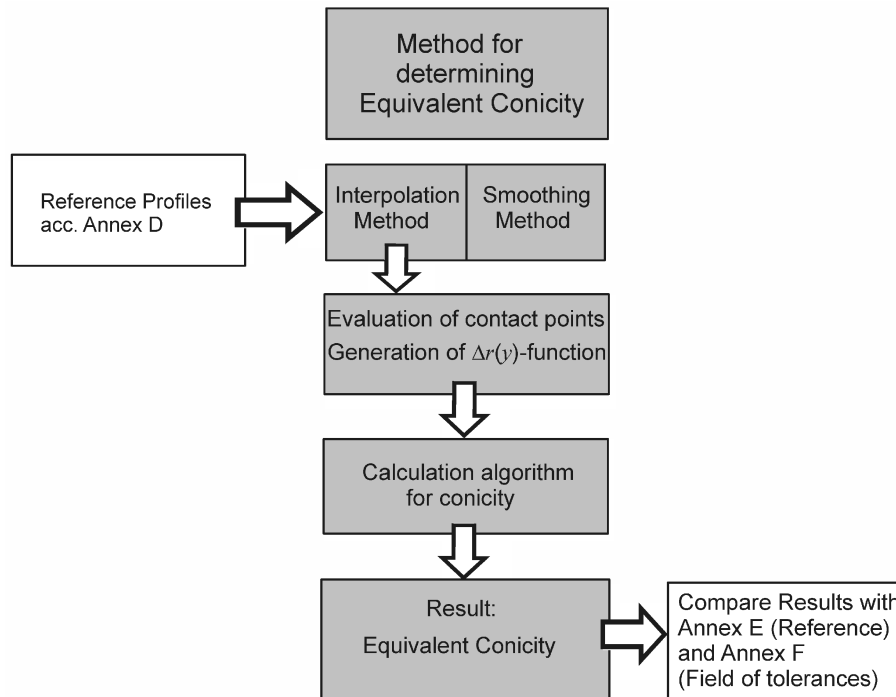 Method for
determining
Equivalent Conicity
Reference Profiles
acc. Annex D
Interpolation
Method
Smoothing
Method
Evaluation of contact points
Generation of Δr(y)-function
Calculation algorithm
for conicity
Result:
Equivalent Conicity
Compare Results with
Annex E (Reference)
and Annex F
(Field of tolerances)